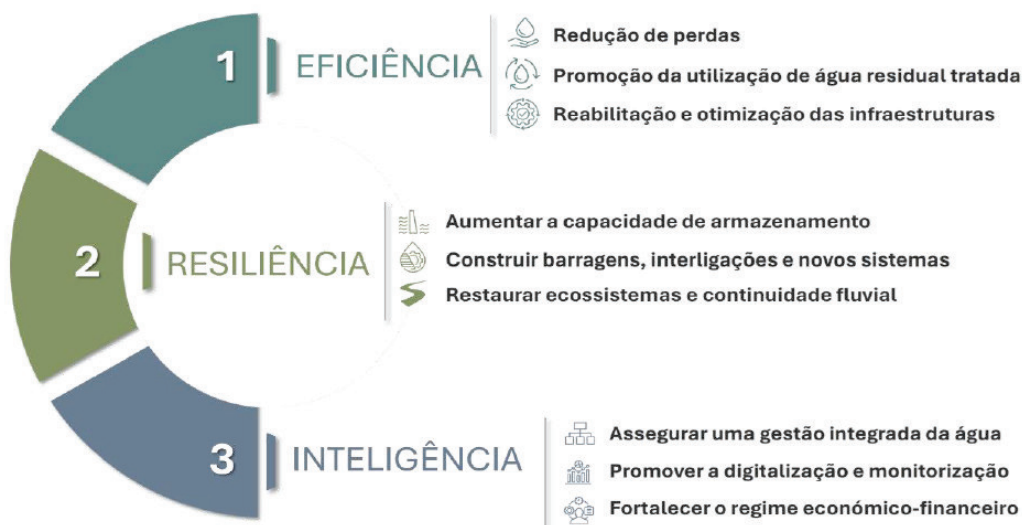 1
EFICIÊNCIA
Redução de perdas
Promoção da utilização de água residual tratada
Reabilitação e otimização das infraestruturas
2
RESILIÊNCIA
Aumentar a capacidade de armazenamento
Construir barragens, interligações e novos sistemas
Restaurar ecossistemas e continuidade fluvial
3
INTELIGÊNCIA
Assegurar uma gestão integrada da água
Promover a digitalização e monitorização
Fortalecer o regime económico-financeiro